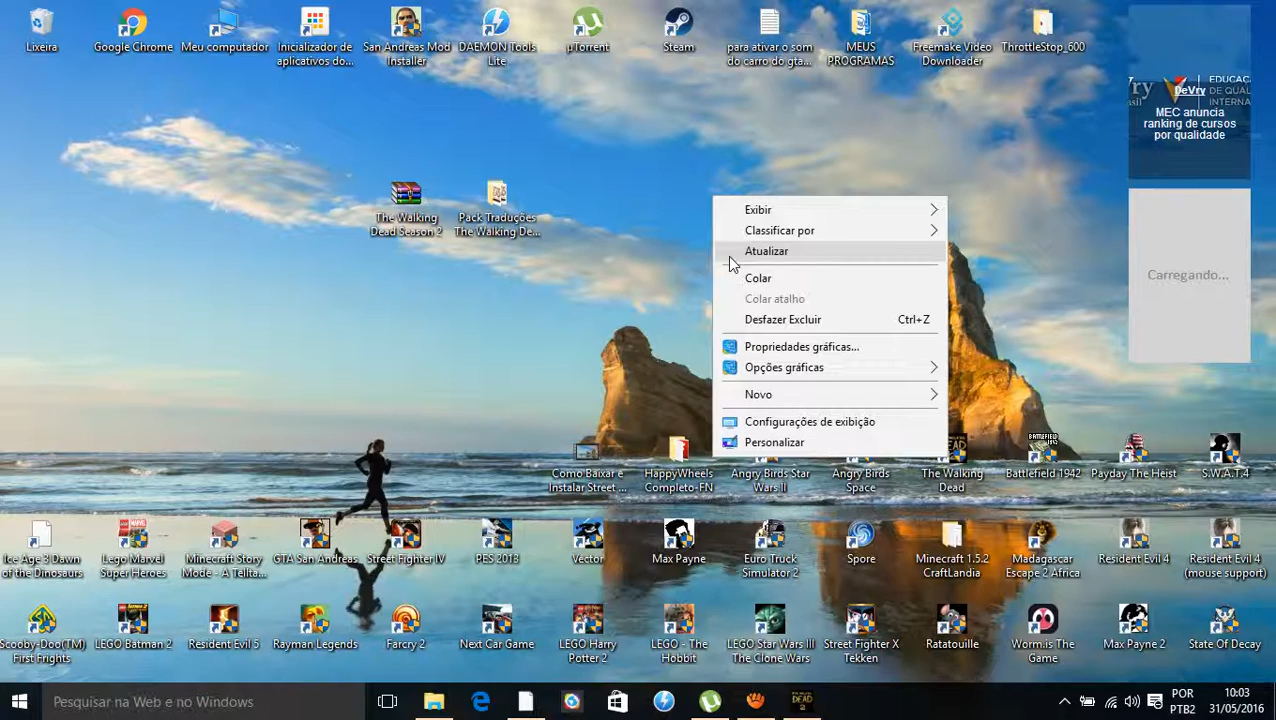 Lixeira
Google Chrome
Meu computador
Inicializador de
aplicativos do...
San Andreas Mod
Installer
DAEMON Tools
Lite
µTorrent
Steam
para ativar o som
do carro do gta...
MEUS
PROGRAMAS
Freemake Video
Downloader
ThrottleStop_600
DeVry
EDUCAÇ
DE QUAL
INTERNA
MEC anuncia
ranking de cursos
por qualidade
The Walking
Dead Season 2
Pack Traduções
The Walking De...
Exibir
Classificar por
Atualizar
Colar
Colar atalho
Desfazer Excluir Ctrl+Z
Propriedades gráficas...
Opções gráficas
Novo
Configurações de exibição
Personalizar
Carregando...
Como Baixar e
Instalar Street ...
HappyWheels
Completo-FN
Angry Birds Star
Wars II
Angry Birds
Space
The Walking
Dead
Battlefield 1942
Payday The Heist
S.W.A.T.4
Ice Age 3 Dawn
of the Dinosaurs
Lego Marvel
Super Heroes
Minecraft Story
Mode - A Tellta...
GTA San Andreas
Street Fighter IV
PES 2013
Vector
Max Payne
Euro Truck
Simulator 2
Spore
Minecraft 1.5.2
CraftLandia
Madagascar
Escape 2 Africa
Resident Evil 4
Resident Evil 4
(mouse support)
Scooby-Doo(TM)
First Frights
LEGO Batman 2
Resident Evil 5
Rayman Legends
Farcry 2
Next Car Game
LEGO Harry
Potter 2
LEGO - The
Hobbit
LEGO Star Wars III
The Clone Wars
Street Fighter X
Tekken
Ratatouille
Worm.is The
Game
Max Payne 2
State Of Decay
Pesquisar na Web e no Windows
POR
PTB2
10:03
31/05/2016